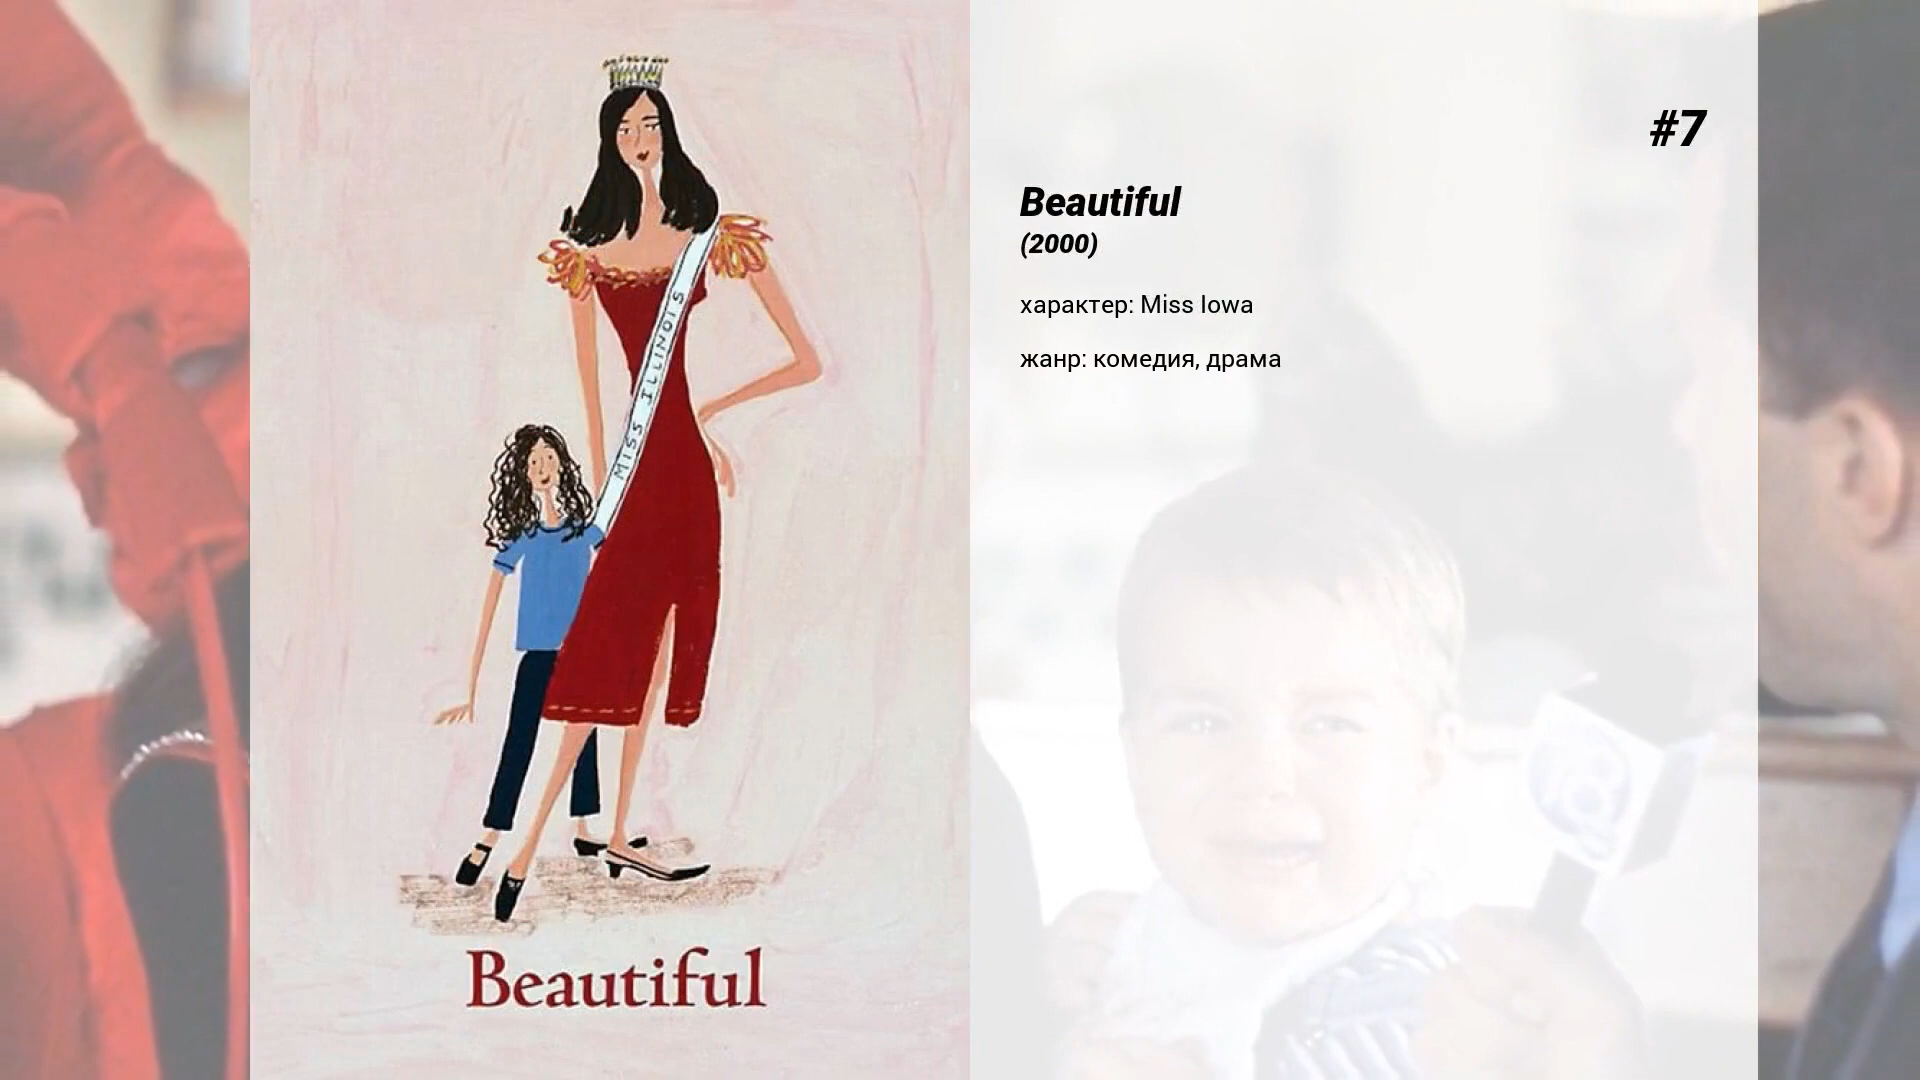 MISS ILLINOIS
Beautiful
#7
Beautiful
(2000)
характер: Miss Iowa
жанр: комедия, драма